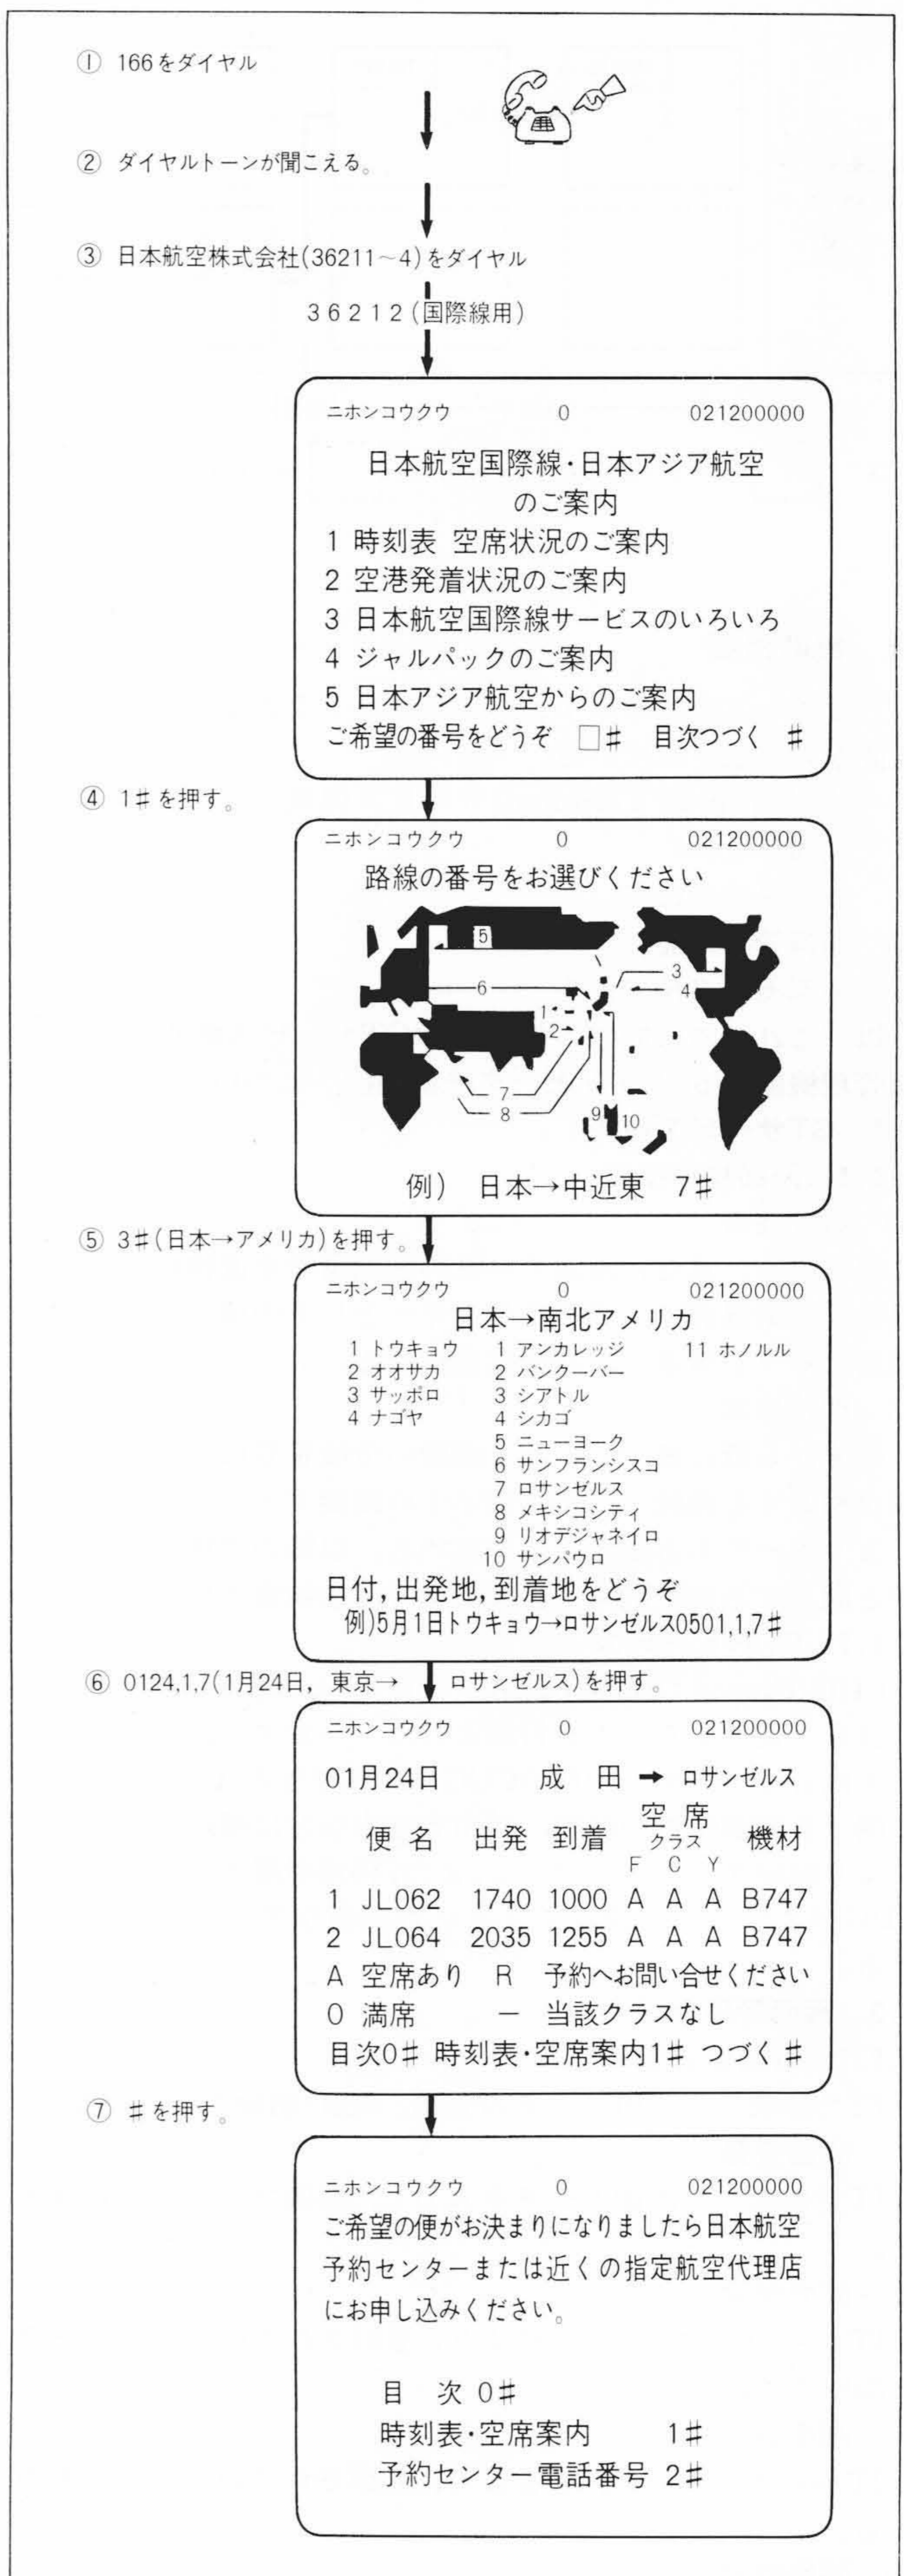 ① 166をダイヤル
② ダイヤルトーンが聞こえる。
③ 日本航空株式会社(36211~4)をダイヤル
36212(国際線用)
ニホンコウクウ 0 021200000
日本航空国際線・日本アジア航空
のご案内
1 時刻表 空席状況のご案内
2 空港発着状況のご案内
3 日本航空国際線サービスのいろいろ
4 ジャルパックのご案内
5 日本アジア航空からのご案内
ご希望の番号をどうぞ □# 目次つづく #
④ 1#を押す。
ニホンコウクウ 0 021200000
路線の番号をお選びください
5
3
6
4
1
2
7
8
9
10
例) 日本→中近東 7#
⑤ 3#(日本→アメリカ)を押す。
ニホンコウクウ 0 021200000
日本→南北アメリカ
1 トウキョウ 1 アンカレッジ 11 ホノルル
2 オオサカ 2 バンクーバー
3 サッポロ 3 シアトル
4 ナゴヤ 4 シカゴ
5 ニューヨーク
6 サンフランシスコ
7 ロサンゼルス
8 メキシコシティ
9 リオデジャネイロ
10 サンパウロ
日付,出発地,到着地をどうぞ
例)5月1日トウキョウ→ロサンゼルス0501,1,7#
⑥ 0124,1,7(1月24日,東京→ ロサンゼルス)を押す。
ニホンコウクウ 0 021200000
01月24日 成 田 ➡ ロサンゼルス
空 席
便 名 出発 到着 クラス 機材
F C Y
1 JL062 1740 1000 A A A B747
2 JL064 2035 1255 A A A B747
A 空席あり R 予約へお問い合せください
0 満席 − 当該クラスなし
目次0# 時刻表・空席案内1# つづく #
⑦ #を押す。
ニホンコウクウ 0 021200000
ご希望の便がお決まりになりましたら日本航空
予約センターまたは近くの指定航空代理店
にお申し込みください。
目 次 0#
時刻表・空席案内 1#
予約センター電話番号 2#